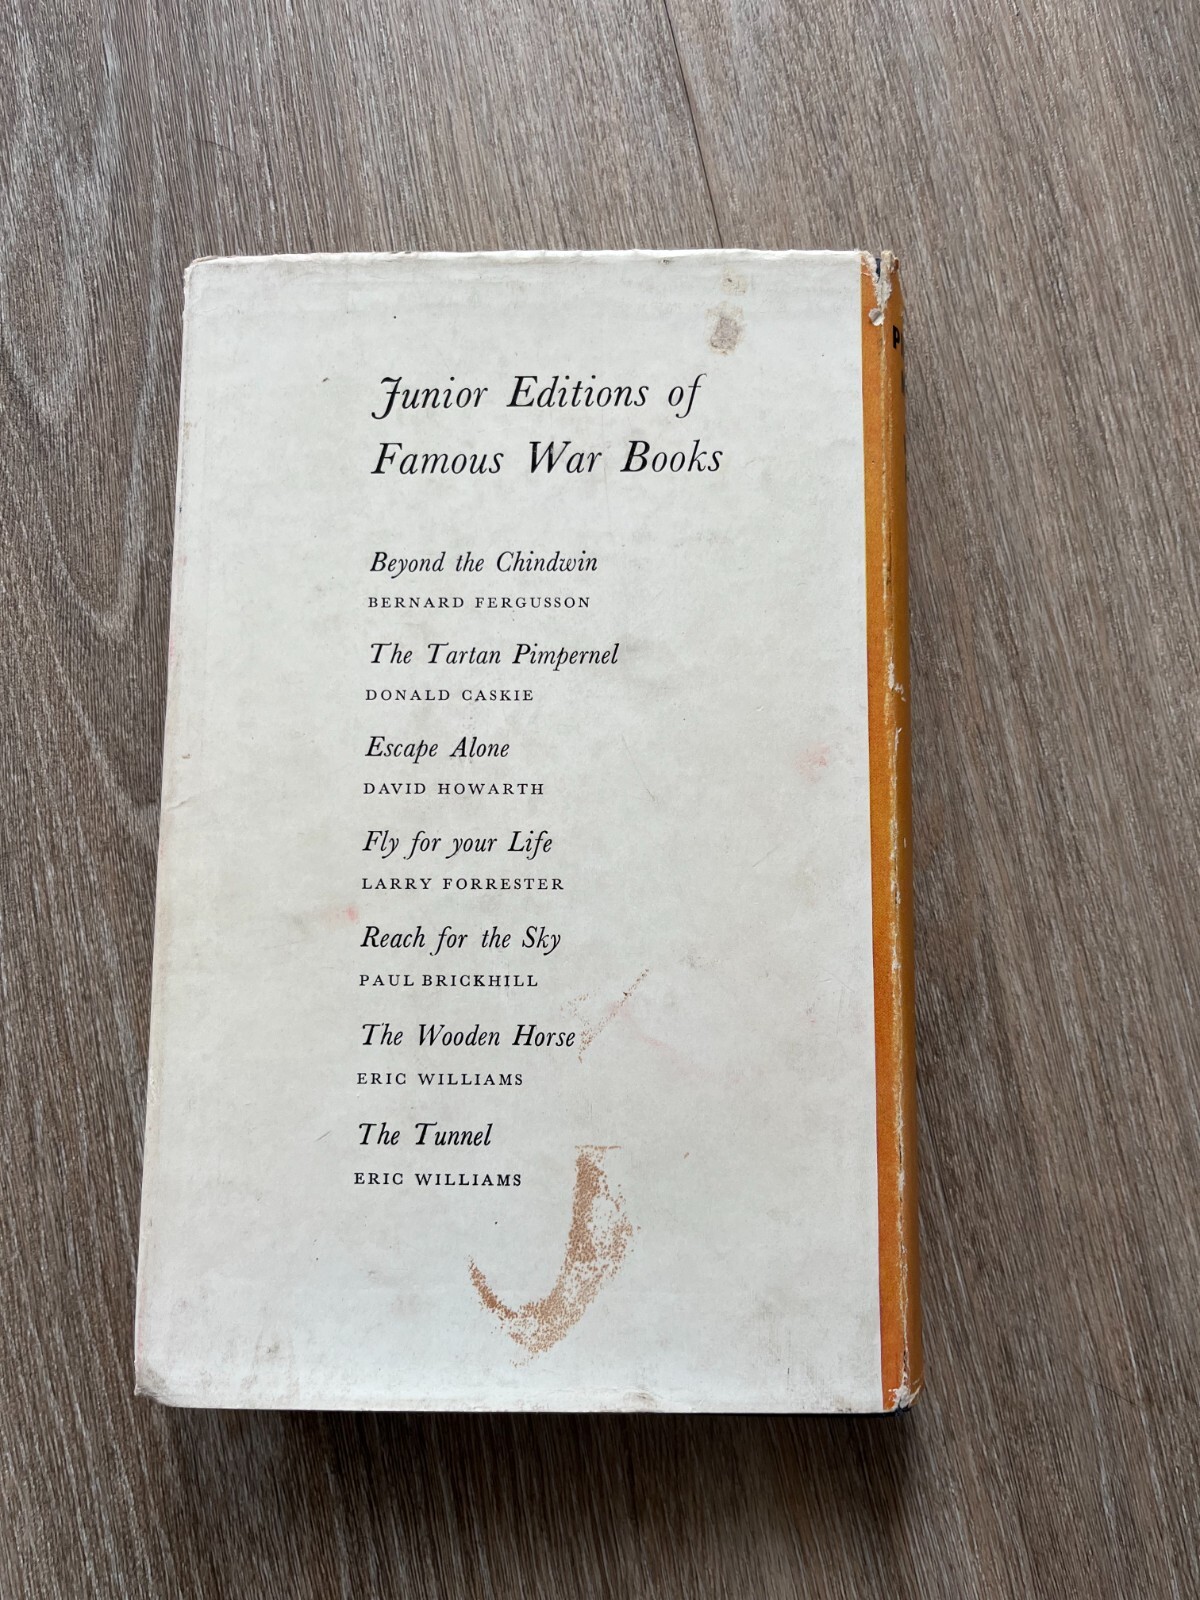 Junior Editions of
Famous War Books
Beyond the Chindwin
BERNARD FERGUSSON
The Tartan Pimpernel
DONALD CASKIE
Escape Alone
DAVID HOWARTH
Fly for your Life
LARRY FORRESTER
Reach for the Sky
PAUL BRICKHILL
The Wooden Horse
ERIC WILLIAMS
The Tunnel
ERIC WILLIAMS